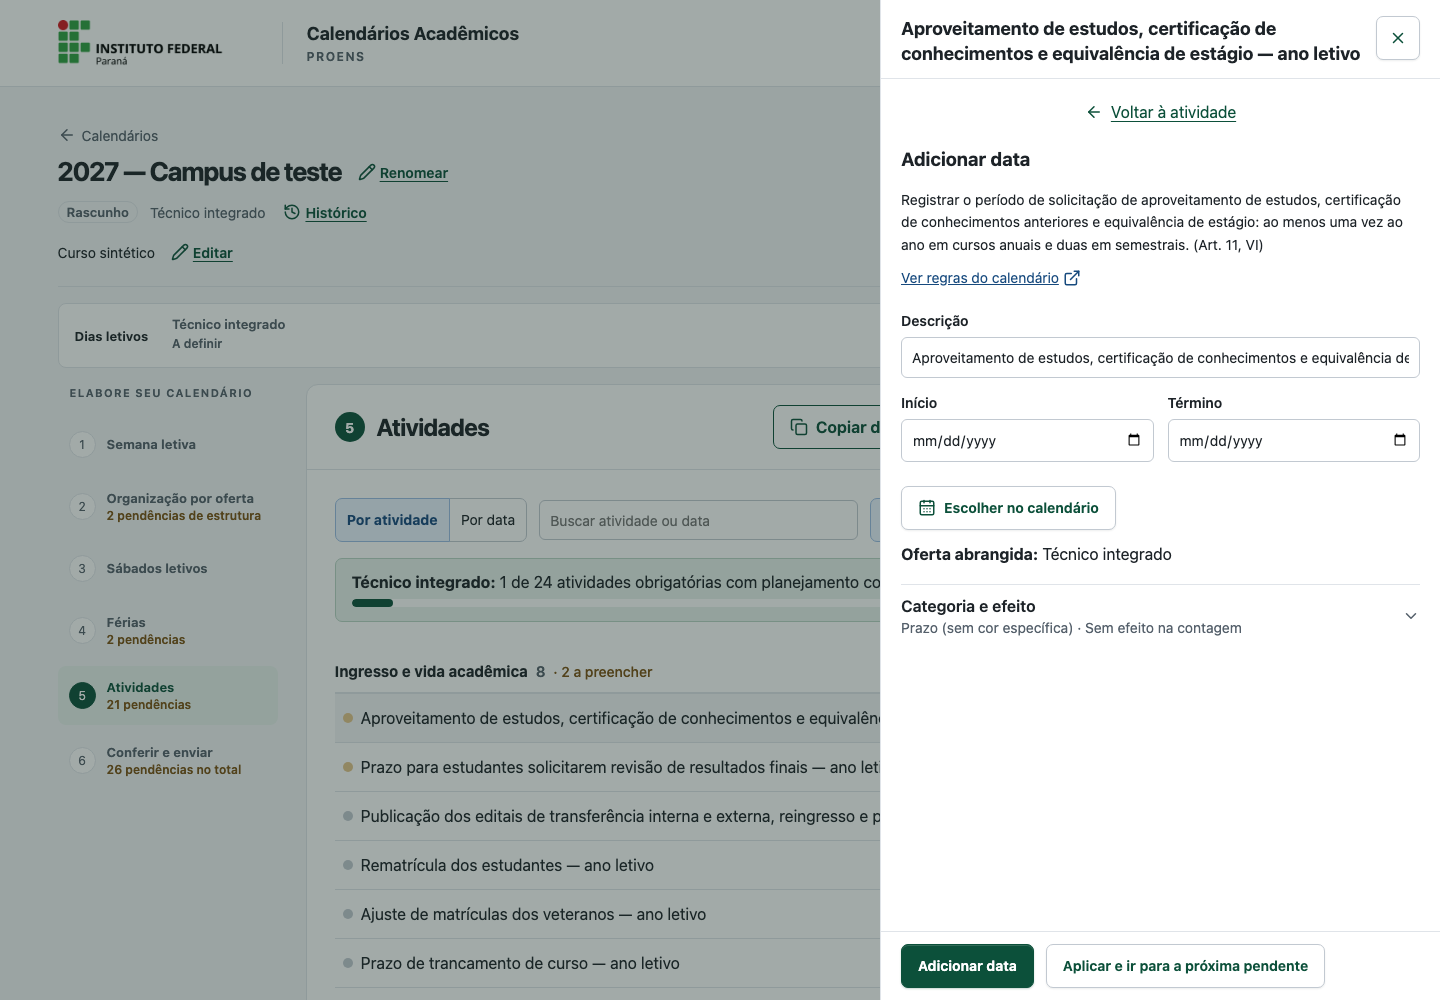 INSTITUTO FEDERAL
Paraná
Calendários Acadêmicos
PROENS
Calendários
2027 — Campus de teste
Renomear
Rascunho
Técnico integrado
Histórico
Curso sintético
Editar
Dias letivos
Técnico integrado
A definir
ELABORE SEU CALENDÁRIO
1
Semana letiva
2
Organização por oferta
2 pendências de estrutura
3
Sábados letivos
4
Férias
2 pendências
5
Atividades
21 pendências
6
Conferir e enviar
26 pendências no total
5
Atividades
Copiar d
Por atividade
Por data
Buscar atividade ou data
Técnico integrado: 1 de 24 atividades obrigatórias com planejamento co
Ingresso e vida acadêmica 8 · 2 a preencher
Aproveitamento de estudos, certificação de conhecimentos e equivalên
Prazo para estudantes solicitarem revisão de resultados finais — ano leti
Publicação dos editais de transferência interna e externa, reingresso e p
Rematrícula dos estudantes — ano letivo
Ajuste de matrículas dos veteranos — ano letivo
Prazo de trancamento de curso — ano letivo
Aproveitamento de estudos, certificação de
conhecimentos e equivalência de estágio — ano letivo
Voltar à atividade
Adicionar data
Registrar o período de solicitação de aproveitamento de estudos, certificação
de conhecimentos anteriores e equivalência de estágio: ao menos uma vez ao
ano em cursos anuais e duas em semestrais. (Art. 11, VI)
Ver regras do calendário
Descrição
Aproveitamento de estudos, certificação de conhecimentos e equivalência de
Início
Término
mm/dd/yyyy
mm/dd/yyyy
Escolher no calendário
Oferta abrangida: Técnico integrado
Categoria e efeito
Prazo (sem cor específica) · Sem efeito na contagem
Adicionar data
Aplicar e ir para a próxima pendente